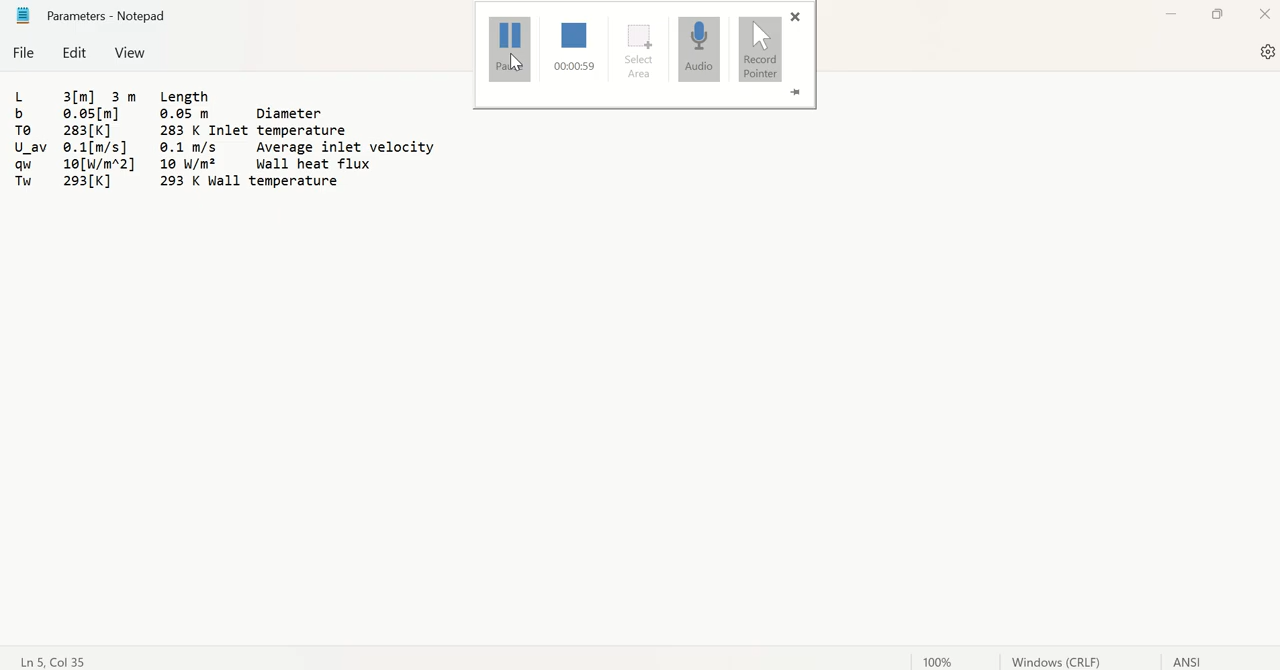 Parameters - Notepad
File Edit View
Pause 00:00:59 Select Area Audio Record Pointer
L 3[m] 3 m Length
b 0.05[m] 0.05 m Diameter
T0 283[K] 283 K Inlet temperature
U_av 0.1[m/s] 0.1 m/s Average inlet velocity
qw 10[W/m^2] 10 W/m² Wall heat flux
Tw 293[K] 293 K Wall temperature
Ln 5, Col 35 100% Windows (CRLF) ANSI